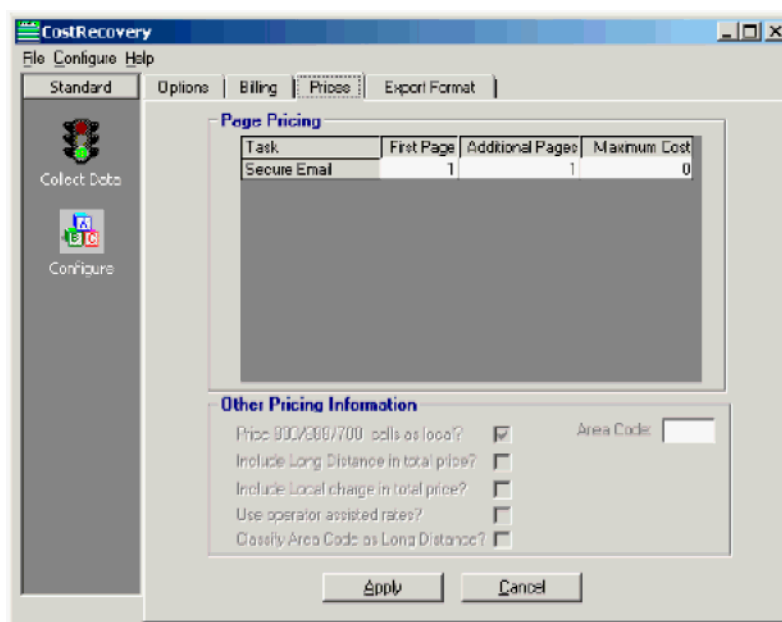 CostRecovery
File Configure Help
Standard Options Billing Prices Export Format
Page Pricing
Task First Page Additional Pages Maximum Cost
Secure Email 1 1 0
Collect Data
A
B C
Configure
Other Pricing Information
Price 800/888/700 calls as local? Area Code:
Include Long Distance in total price?
Include Local charge in total price?
Use operator assisted rates?
Classify Area Code as Long Distance?
Apply Cancel